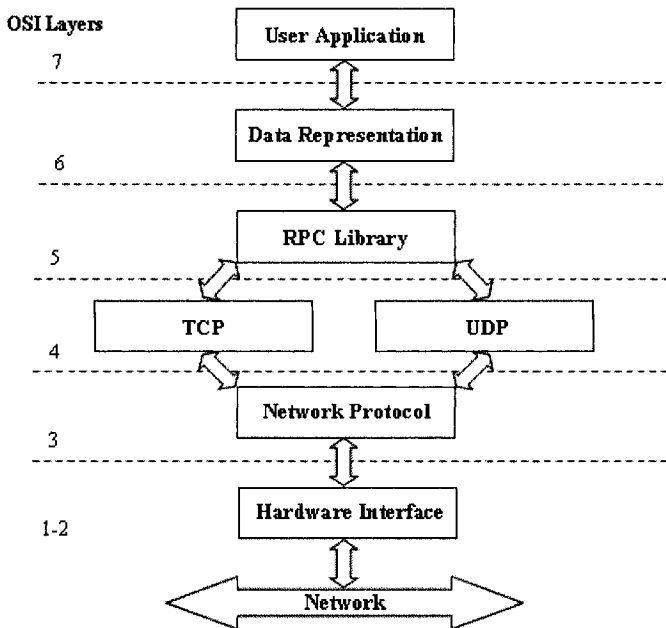 OSI Layers
User Application
7
Data Representation
6
RPC Library
5
TCP
UDP
4
Network Protocol
3
Hardware Interface
1-2
Network